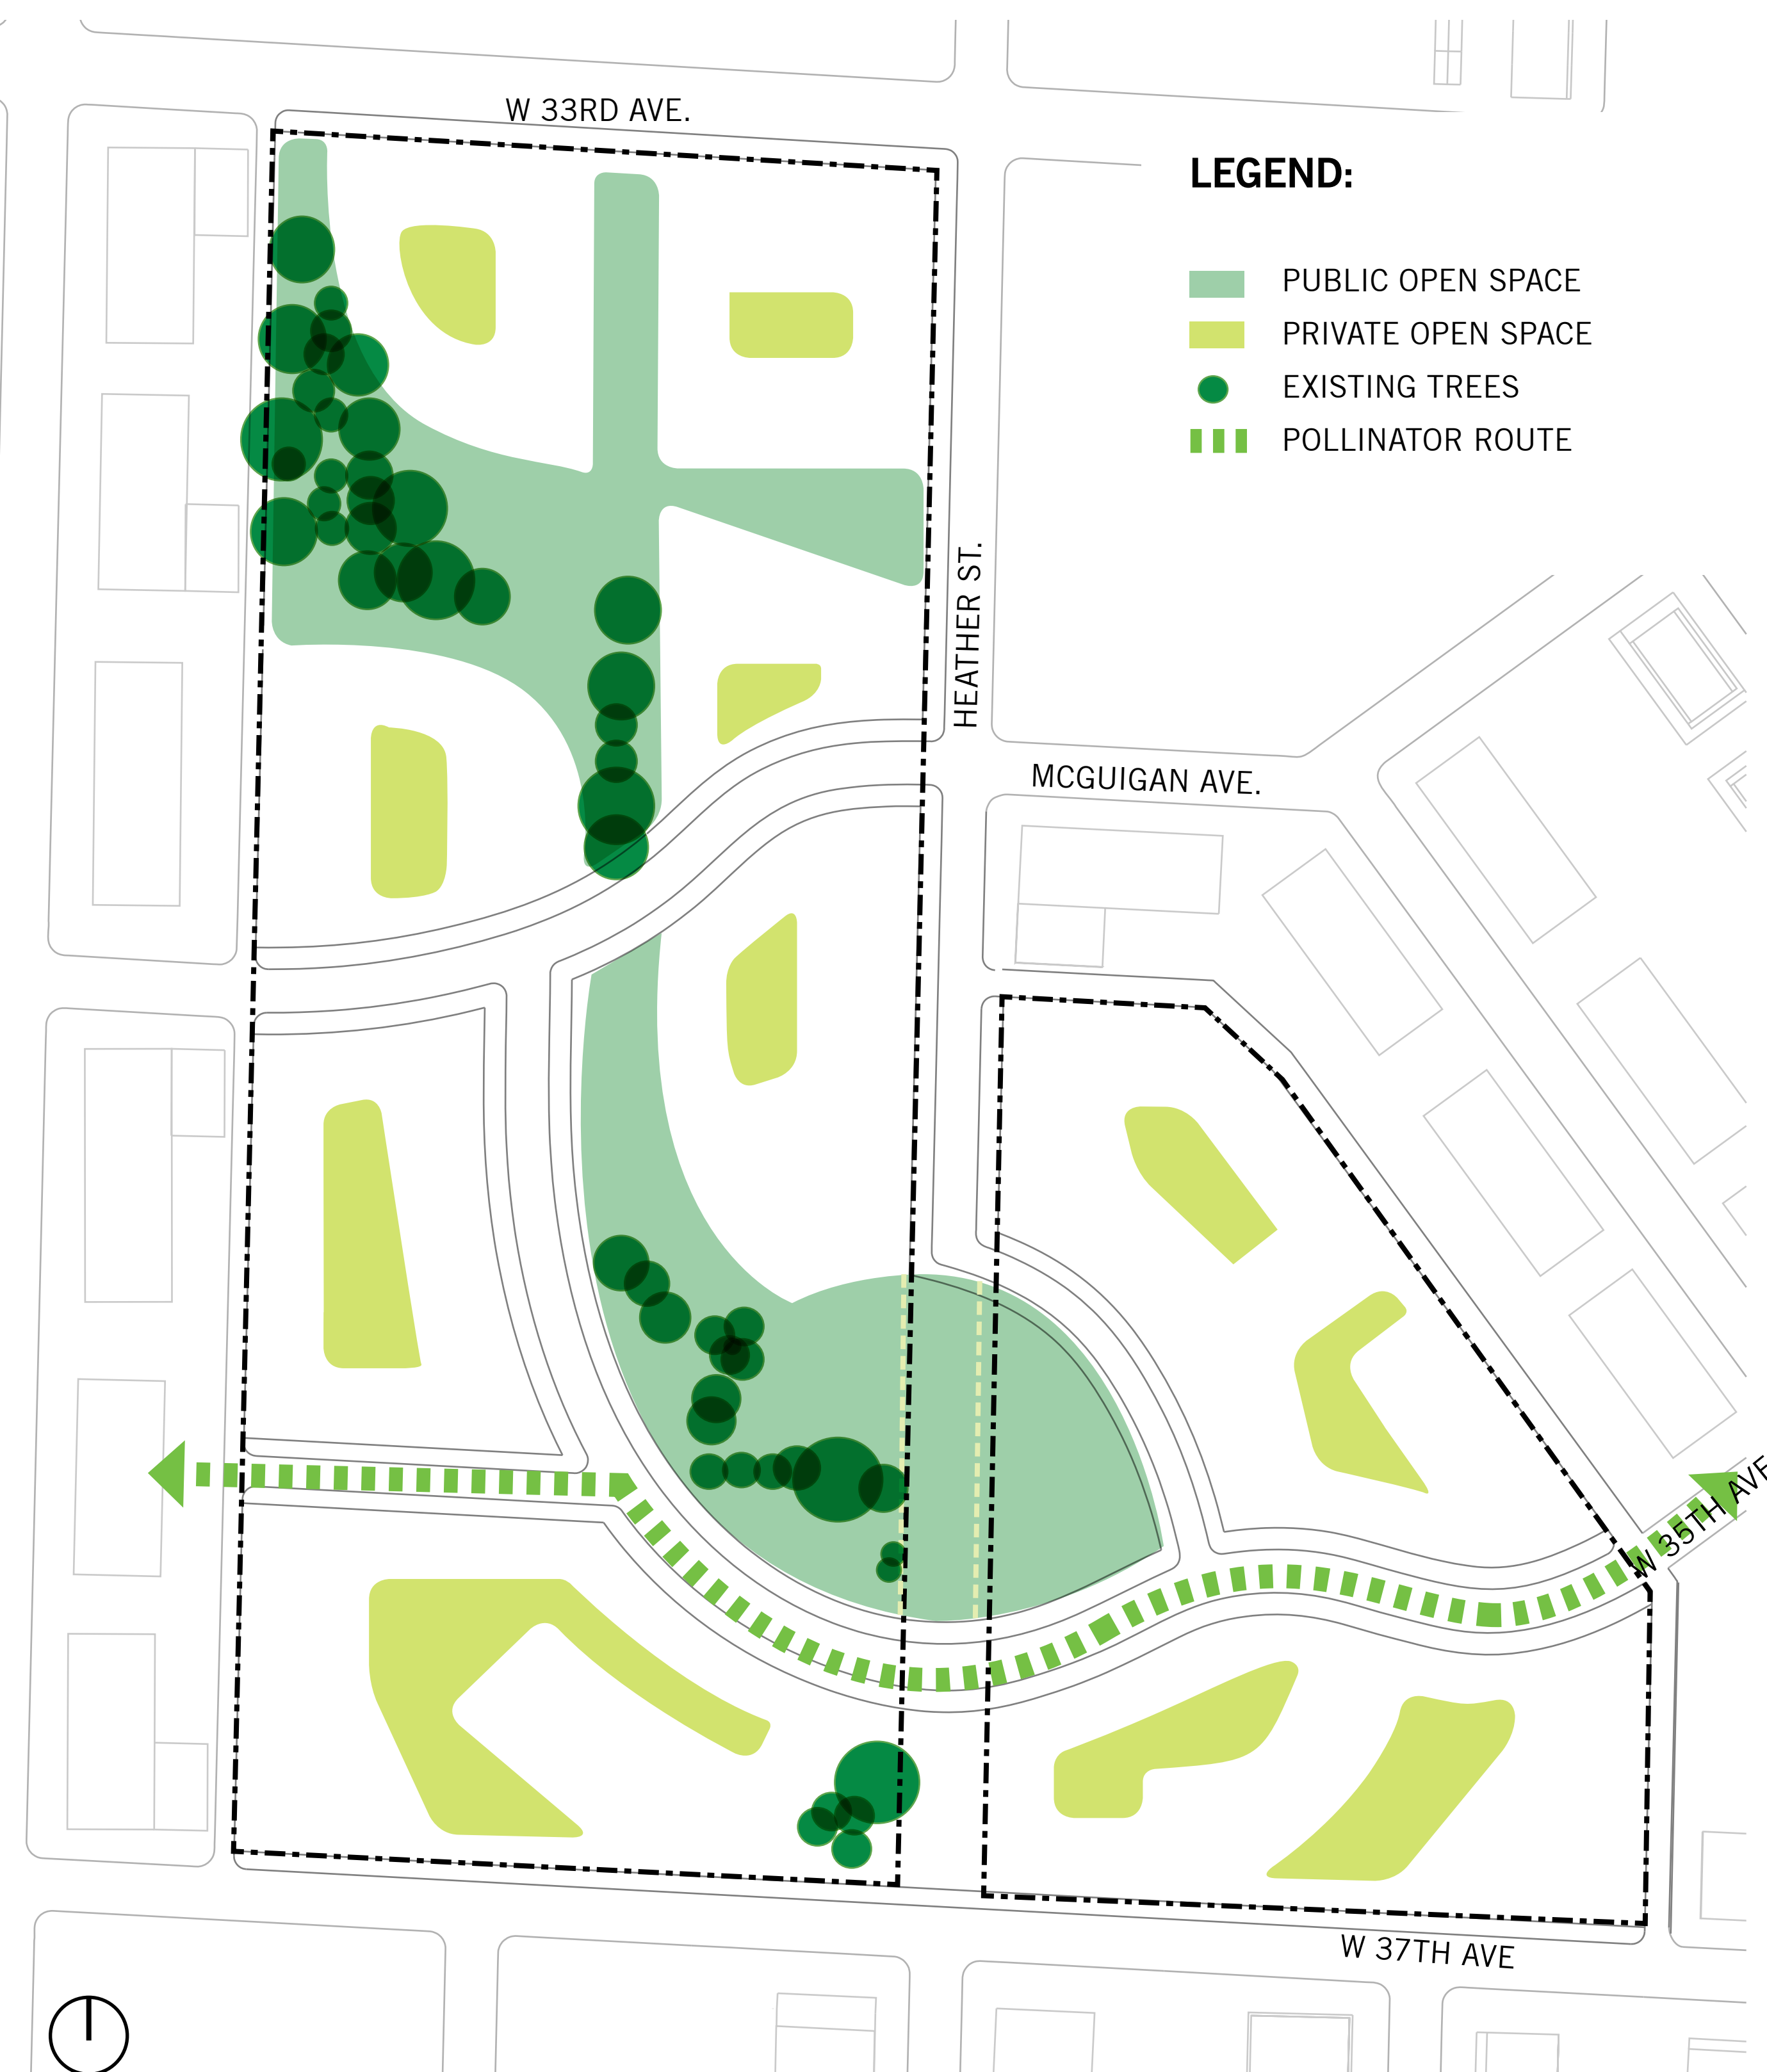 W 33RD AVE.
LEGEND:
PUBLIC OPEN SPACE
PRIVATE OPEN SPACE
EXISTING TREES
POLLINATOR ROUTE
HEATHER ST.
MCGUIGAN AVE.
W 35TH AVE
W 37TH AVE